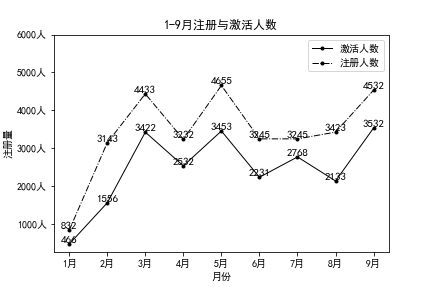 1-9月注册与激活人数
6000人
激活人数
注册人数
5000人
4655
4532
4433
4000人
3422
3453
3423
3532
3143
3232
3245
3245
3000人
2768
2532
2231
2133
2000人
1556
1000人
832
466
注册量
1月 2月 3月 4月 5月 6月 7月 8月 9月
月份